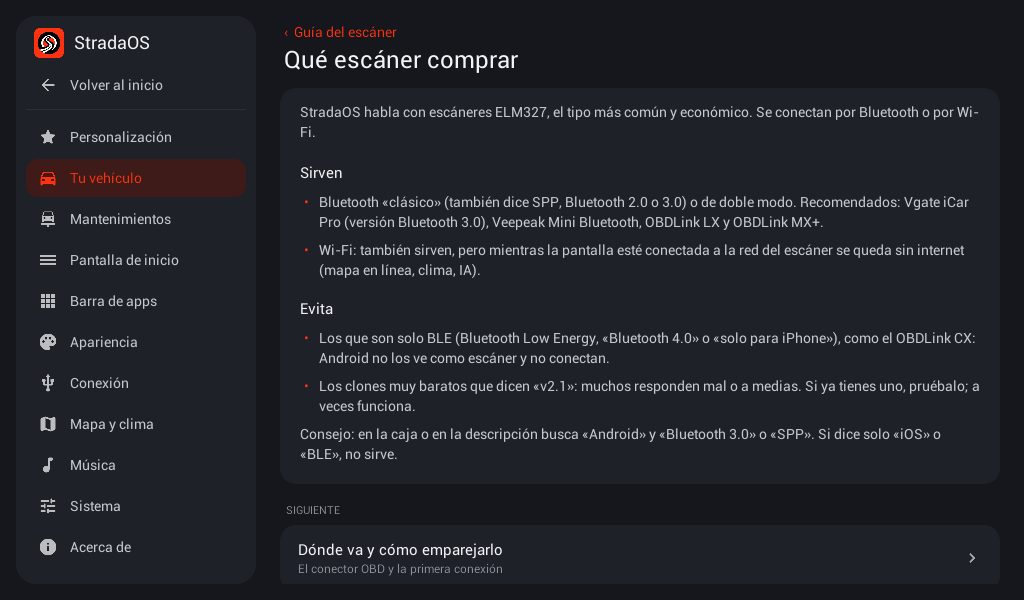 StradaOS
Volver al inicio
Personalización
Tu vehículo
Mantenimientos
Pantalla de inicio
Barra de apps
Apariencia
Conexión
Mapa y clima
Música
Sistema
Acerca de
‹ Guía del escáner
Qué escáner comprar
StradaOS habla con escáneres ELM327, el tipo más común y económico. Se conectan por Bluetooth o por Wi-
Fi.
Sirven
• Bluetooth «clásico» (también dice SPP, Bluetooth 2.0 o 3.0) o de doble modo. Recomendados: Vgate iCar
Pro (versión Bluetooth 3.0), Veepeak Mini Bluetooth, OBDLink LX y OBDLink MX+.
• Wi-Fi: también sirven, pero mientras la pantalla esté conectada a la red del escáner se queda sin internet
(mapa en línea, clima, IA).
Evita
• Los que son solo BLE (Bluetooth Low Energy, «Bluetooth 4.0» o «solo para iPhone»), como el OBDLink CX:
Android no los ve como escáner y no conectan.
• Los clones muy baratos que dicen «v2.1»: muchos responden mal o a medias. Si ya tienes uno, pruébalo; a
veces funciona.
Consejo: en la caja o en la descripción busca «Android» y «Bluetooth 3.0» o «SPP». Si dice solo «iOS» o
«BLE», no sirve.
SIGUIENTE
Dónde va y cómo emparejarlo
El conector OBD y la primera conexión